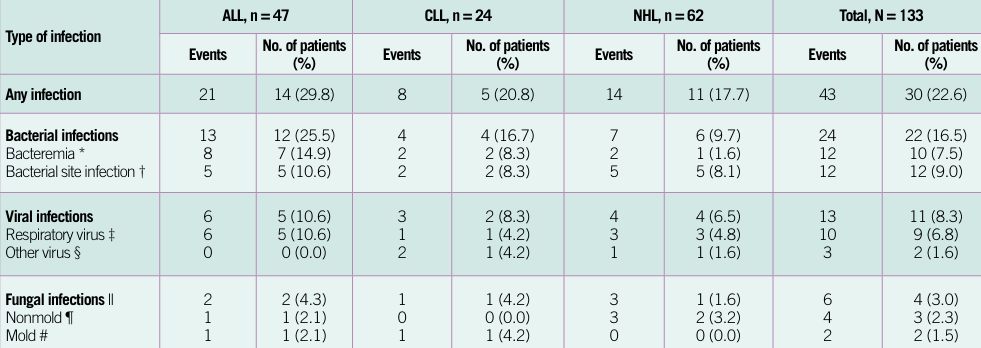 Type of infection ALL, n = 47 CLL, n = 24 NHL, n = 62 Total, N = 133
Events No. of patients (%) Events No. of patients (%) Events No. of patients (%) Events No. of patients (%)
Any infection 21 14 (29.8) 8 5 (20.8) 14 11 (17.7) 43 30 (22.6)
Bacterial infections 13 12 (25.5) 4 4 (16.7) 7 6 (9.7) 24 22 (16.5)
Bacteremia * 8 7 (14.9) 2 2 (8.3) 2 1 (1.6) 12 10 (7.5)
Bacterial site infection † 5 5 (10.6) 2 2 (8.3) 5 5 (8.1) 12 12 (9.0)
Viral infections 6 5 (10.6) 3 2 (8.3) 4 4 (6.5) 13 11 (8.3)
Respiratory virus ‡ 6 5 (10.6) 1 1 (4.2) 3 3 (4.8) 10 9 (6.8)
Other virus § 0 0 (0.0) 2 1 (4.2) 1 1 (1.6) 3 2 (1.6)
Fungal infections || 2 2 (4.3) 1 1 (4.2) 3 1 (1.6) 6 4 (3.0)
Nonmold ¶ 1 1 (2.1) 0 0 (0.0) 3 2 (3.2) 4 3 (2.3)
Mold # 1 1 (2.1) 1 1 (4.2) 0 0 (0.0) 2 2 (1.5)